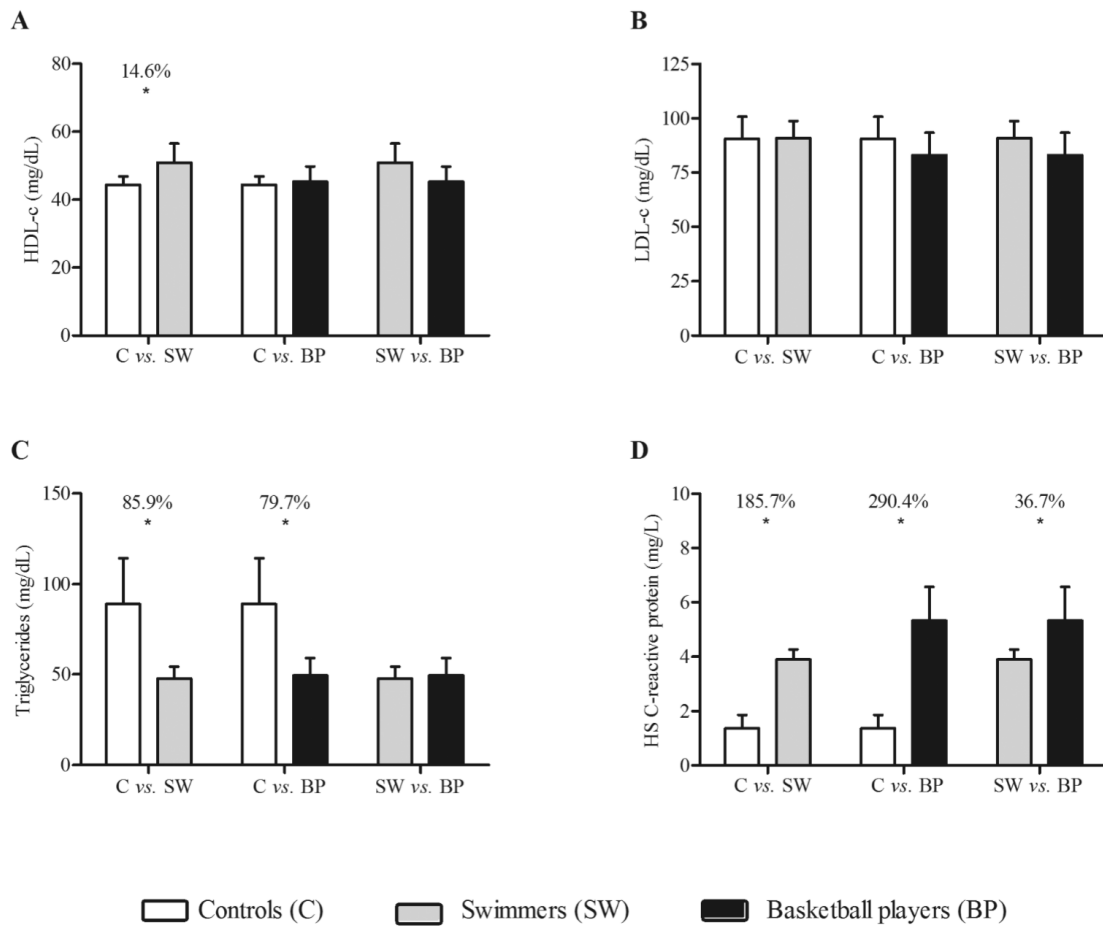 A
HDL-c (mg/dL)
80
60
40
20
0
14.6%
*
C vs. SW
C vs. BP
SW vs. BP
B
LDL-c (mg/dL)
125
100
75
50
25
0
C vs. SW
C vs. BP
SW vs. BP
C
Triglycerides (mg/dL)
150
100
50
0
85.9%
*
79.7%
*
C vs. SW
C vs. BP
SW vs. BP
D
HS C-reactive protein (mg/L)
10
8
6
4
2
0
185.7%
*
290.4%
*
36.7%
*
C vs. SW
C vs. BP
SW vs. BP
Controls (C)
Swimmers (SW)
Basketball players (BP)